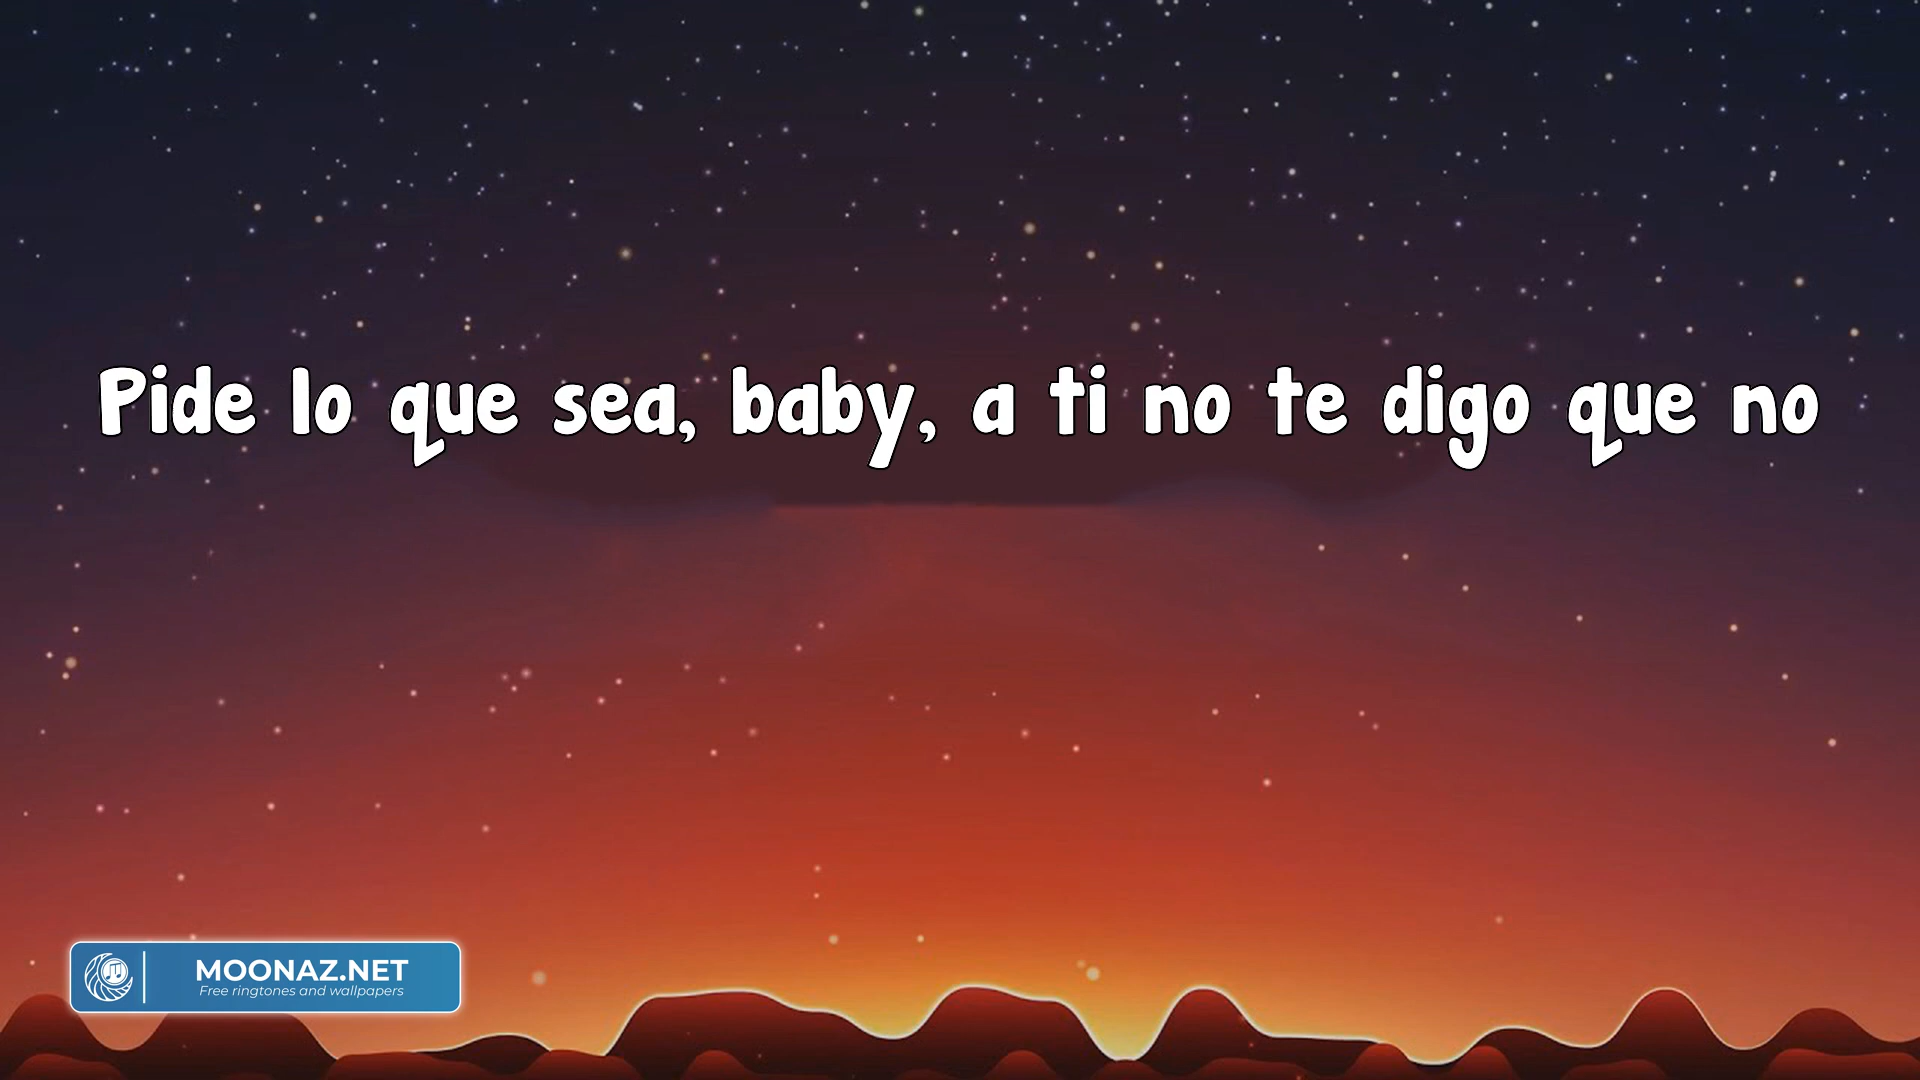 Pide lo que sea, baby, a ti no te digo que no
MOONAZ.NET
Free ringtones and wallpapers